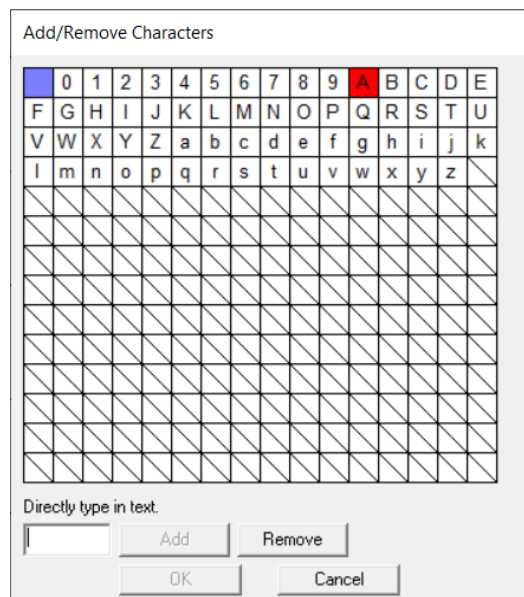 Add/Remove Characters
0 1 2 3 4 5 6 7 8 9 A B C D E
F G H I J K L M N O P Q R S T U
V W X Y Z a b c d e f g h i j k
l m n o p q r s t u v w x y z
Directly type in text.
Add Remove
OK Cancel